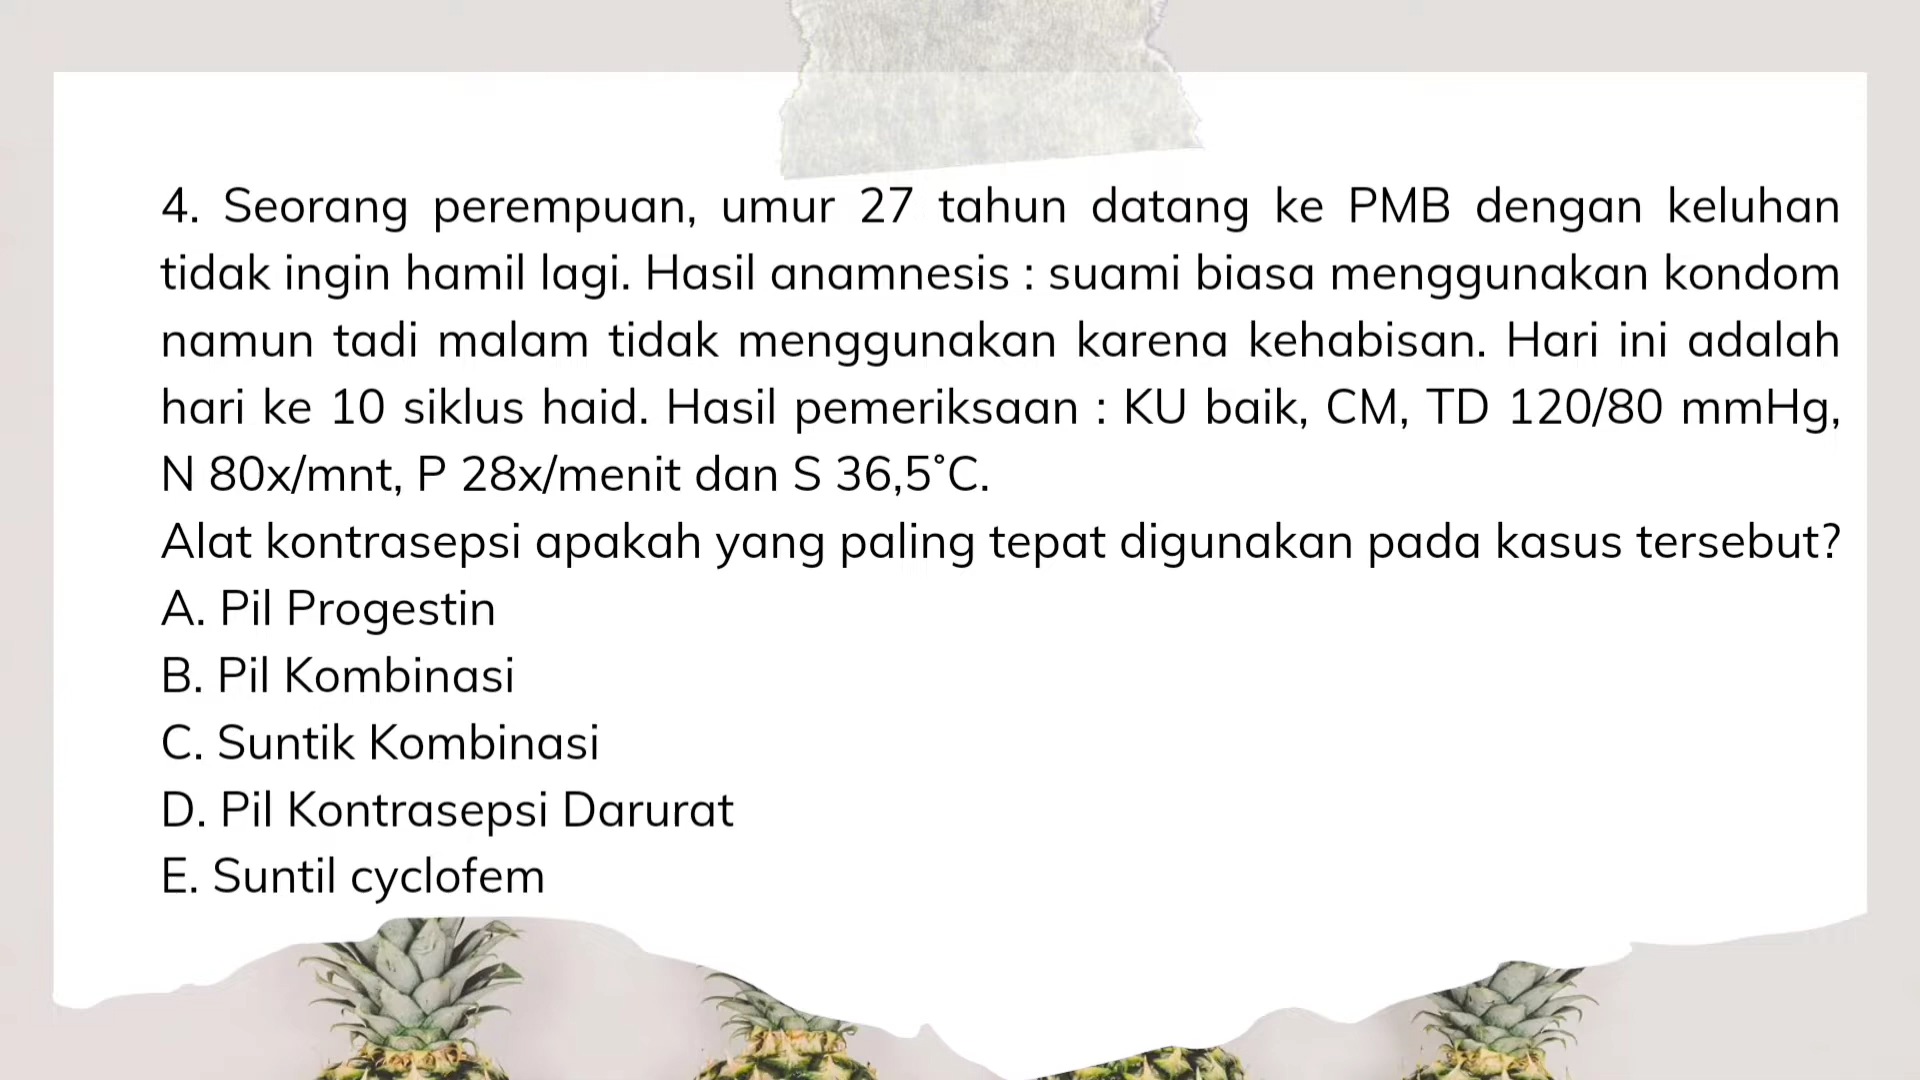 4. Seorang perempuan, umur 27 tahun datang ke PMB dengan keluhan
tidak ingin hamil lagi. Hasil anamnesis : suami biasa menggunakan kondom
namun tadi malam tidak menggunakan karena kehabisan. Hari ini adalah
hari ke 10 siklus haid. Hasil pemeriksaan : KU baik, CM, TD 120/80 mmHg,
N 80x/mnt, P 28x/menit dan S 36,5°C.
Alat kontrasepsi apakah yang paling tepat digunakan pada kasus tersebut?
A. Pil Progestin
B. Pil Kombinasi
C. Suntik Kombinasi
D. Pil Kontrasepsi Darurat
E. Suntil cyclofem